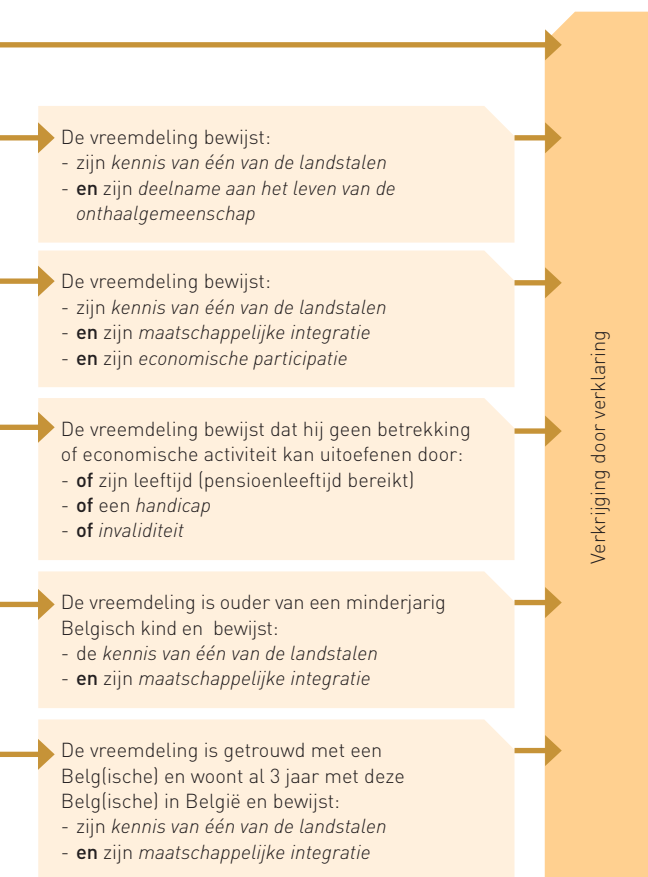 De vreemdeling bewijst:
- zijn kennis van één van de landstalen
- en zijn deelname aan het leven van de
onthaalgemeenschap
De vreemdeling bewijst:
- zijn kennis van één van de landstalen
- en zijn maatschappelijke integratie
- en zijn economische participatie
De vreemdeling bewijst dat hij geen betrekking
of economische activiteit kan uitoefenen door:
- of zijn leeftijd (pensioenleeftijd bereikt)
- of een handicap
- of invaliditeit
De vreemdeling is ouder van een minderjarig
Belgisch kind en  bewijst:
- de kennis van één van de landstalen
- en zijn maatschappelijke integratie
De vreemdeling is getrouwd met een
Belg(ische) en woont al 3 jaar met deze
Belg(ische) in België en bewijst:
- zijn kennis van één van de landstalen
- en zijn maatschappelijke integratie
Verkrijging door verklaring